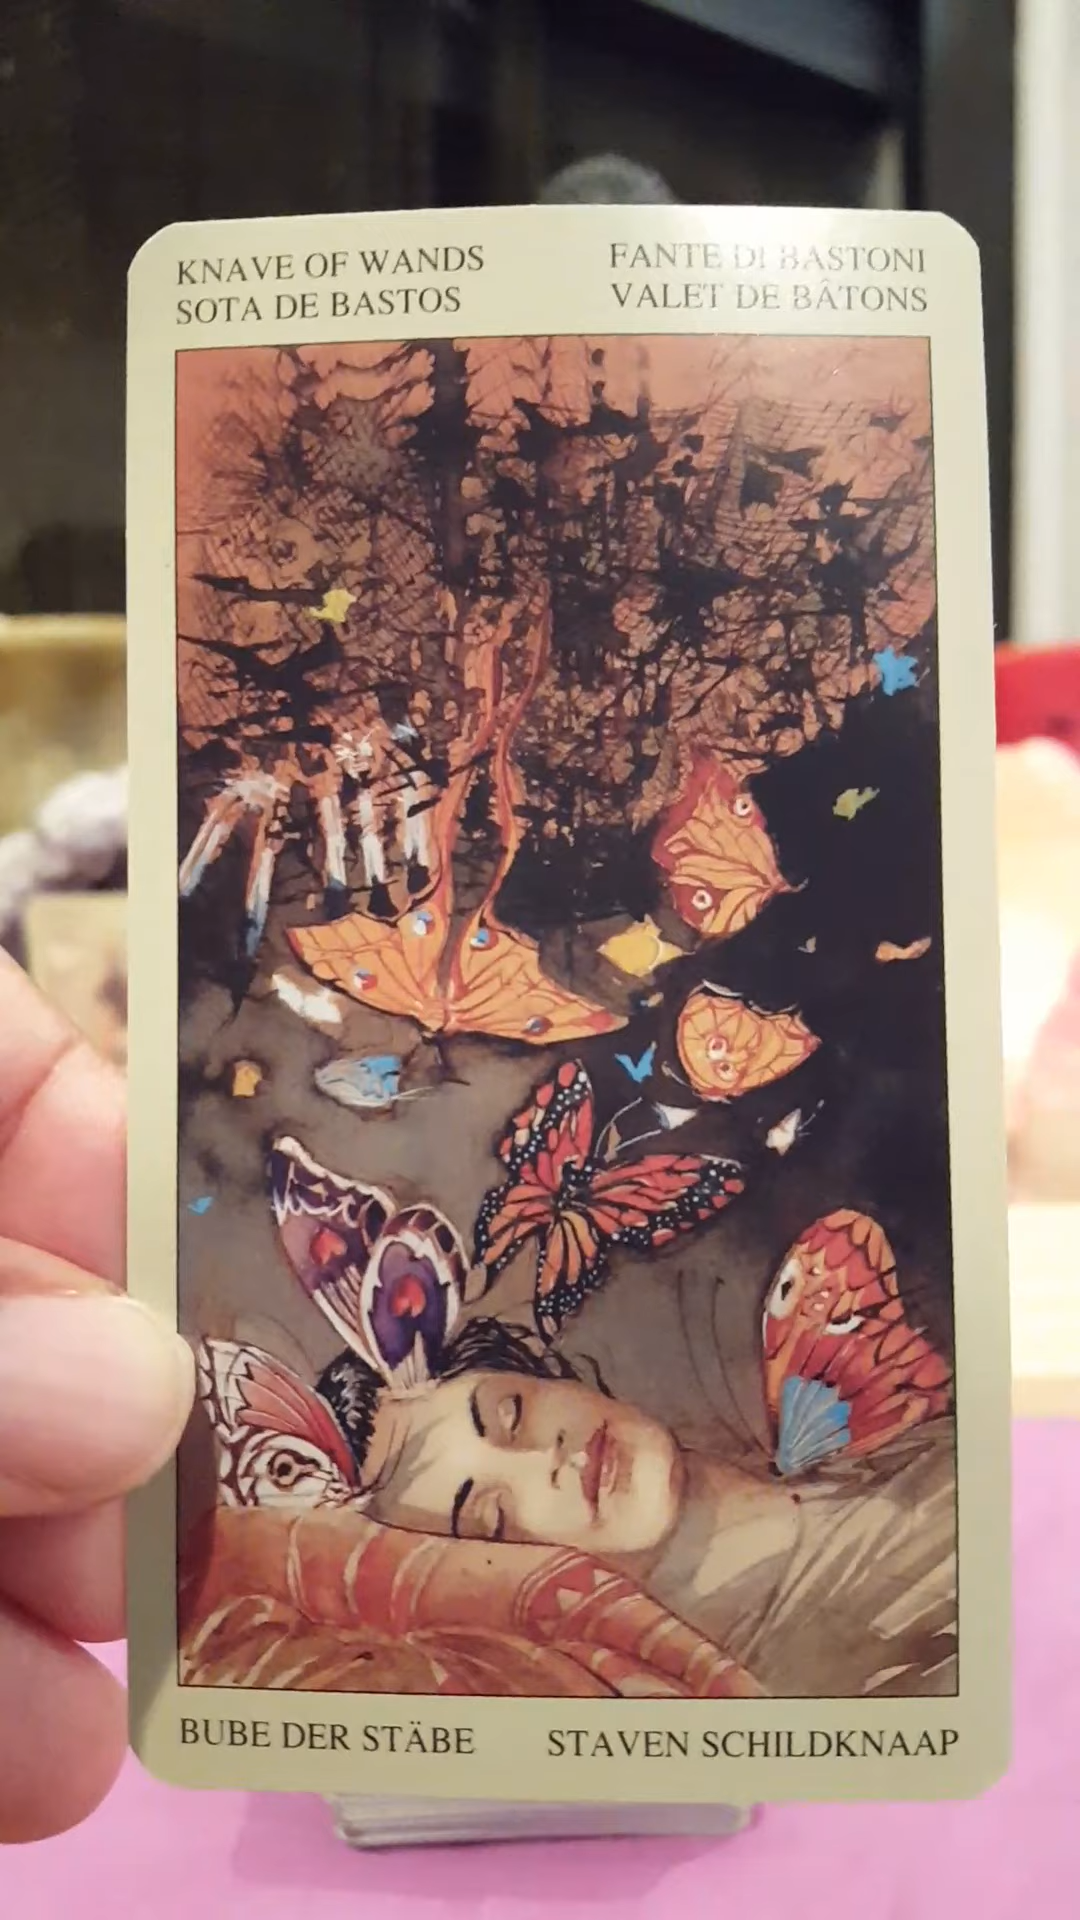 KNAVE OF WANDS
SOTA DE BASTOS
FANTE DI BASTONI
VALET DE BÂTONS
BUBE DER STÄBE
STAVEN SCHILDKNAAP